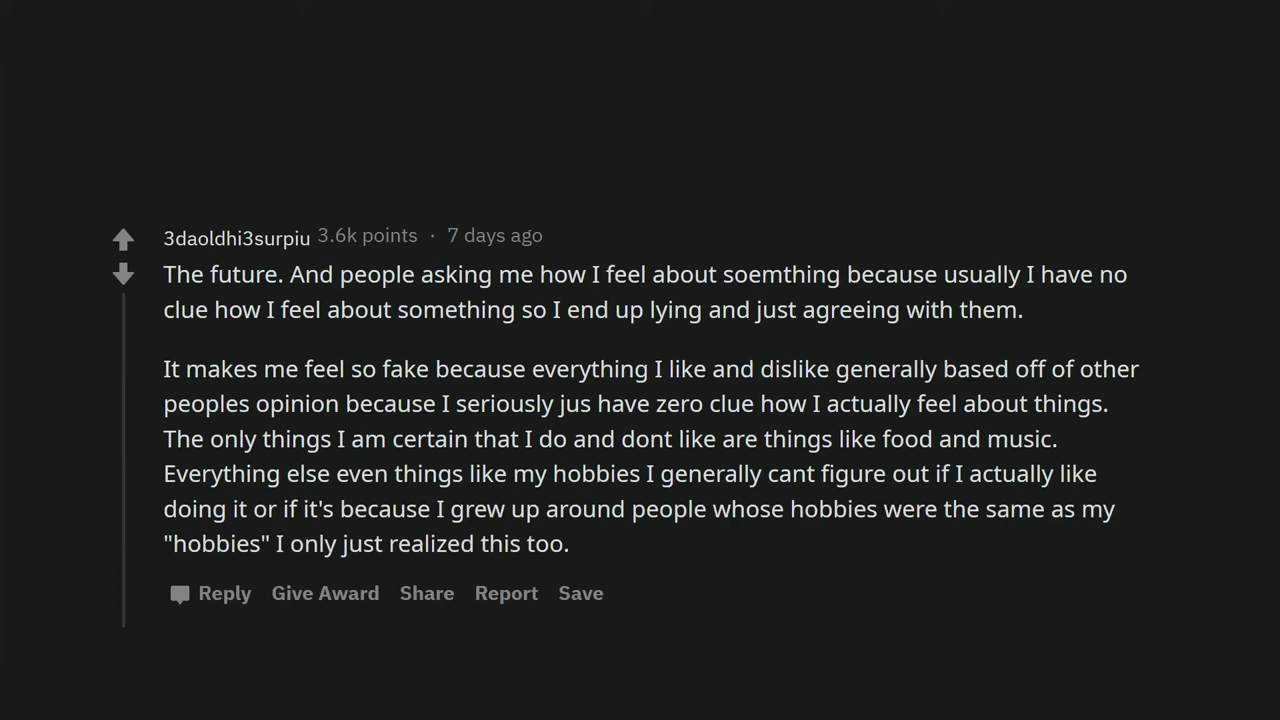 3daoldhi3surpiu 3.6k points · 7 days ago
The future. And people asking me how I feel about soemthing because usually I have no
clue how I feel about something so I end up lying and just agreeing with them.
It makes me feel so fake because everything I like and dislike generally based off of other
peoples opinion because I seriously jus have zero clue how I actually feel about things.
The only things I am certain that I do and dont like are things like food and music.
Everything else even things like my hobbies I generally cant figure out if I actually like
doing it or if it's because I grew up around people whose hobbies were the same as my
"hobbies" I only just realized this too.
Reply Give Award Share Report Save